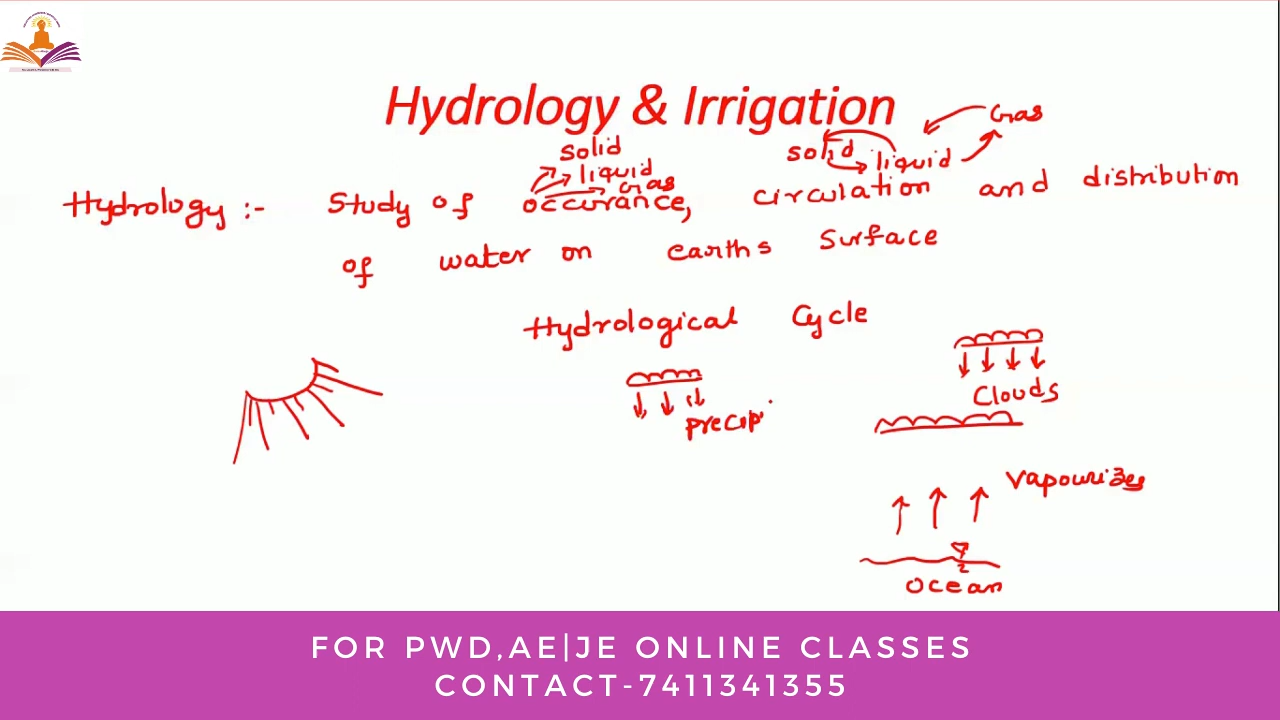 Hydrology & Irrigation
Gas
solid
solid
liquid
liquid
Gas
Hydrology :- Study of occurance, circulation and distribution
of water on earths Surface
Hydrological Cycle
Clouds
precipi
Vapourizes
Ocean
FOR PWD,AE|JE ONLINE CLASSES
CONTACT-7411341355